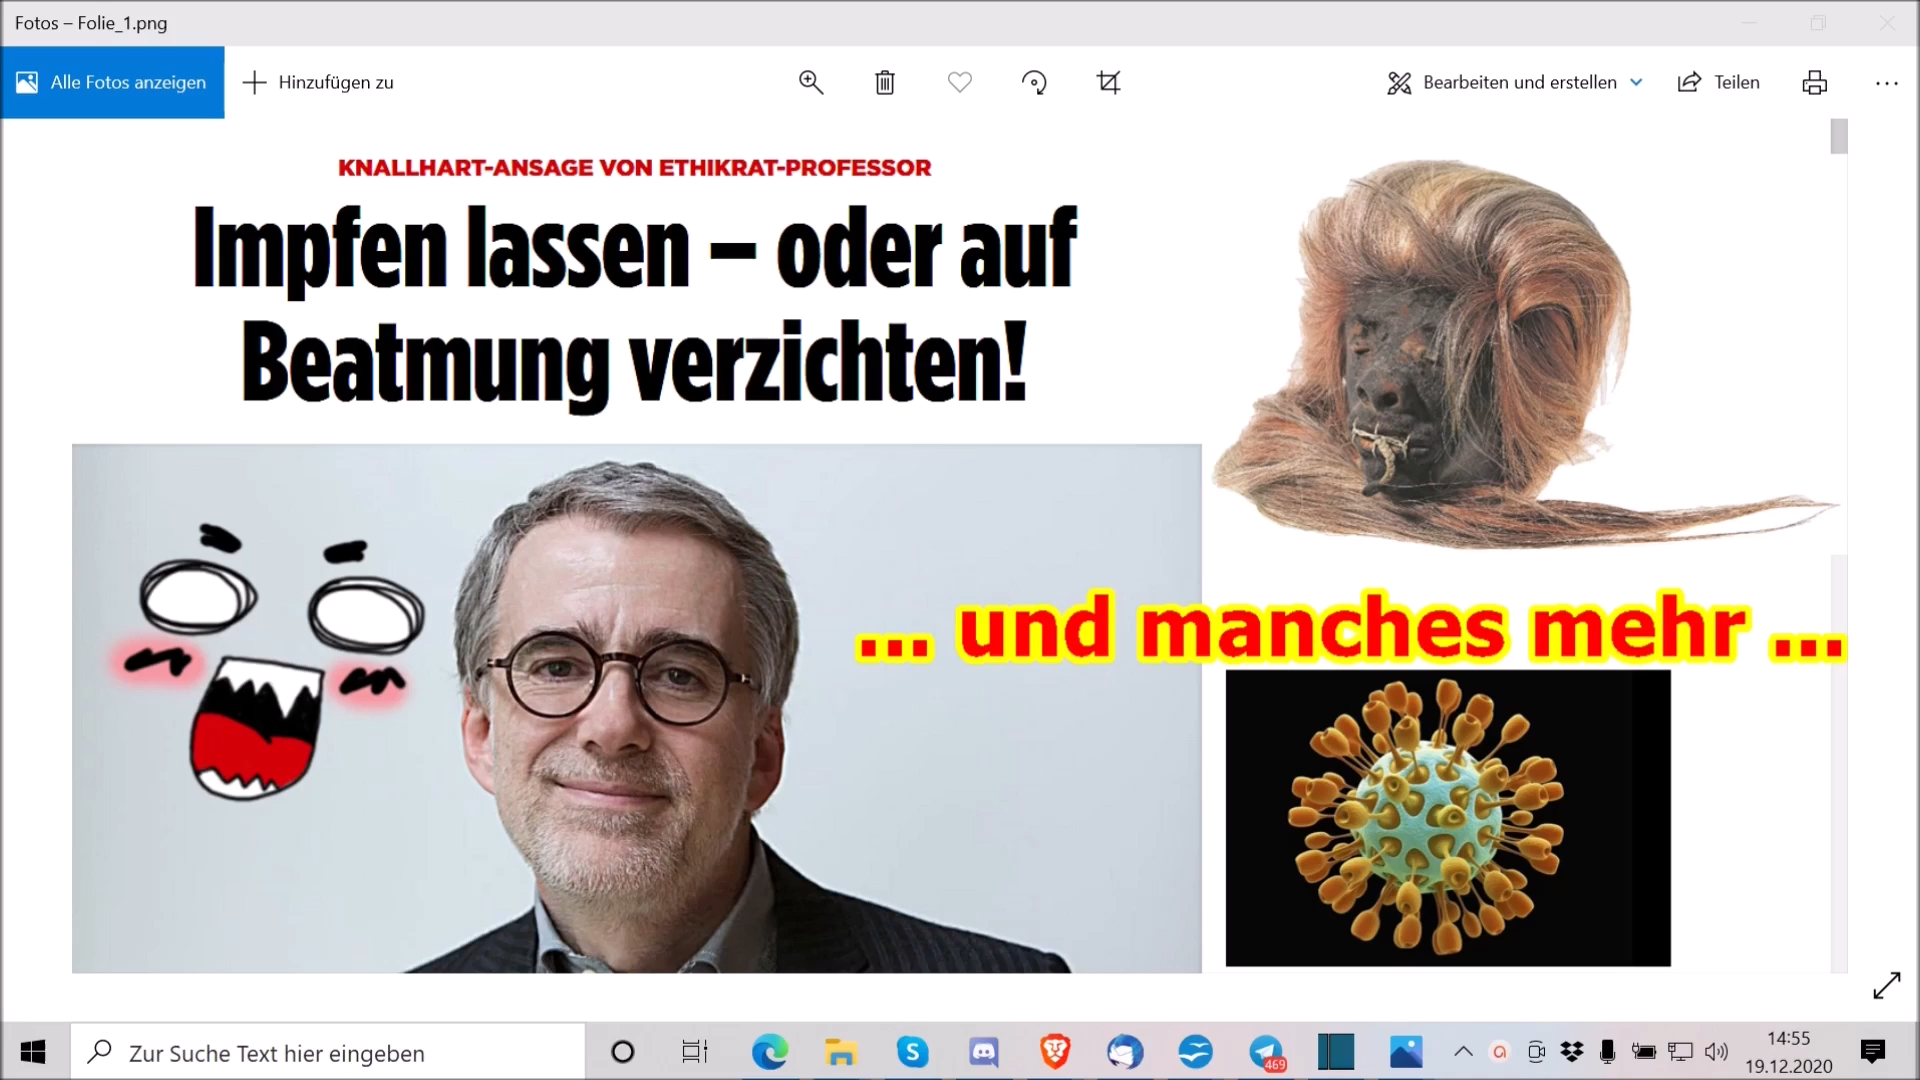 Fotos – Folie_1.png
Alle Fotos anzeigen
Hinzufügen zu
Bearbeiten und erstellen
Teilen
KNALLHART-ANSAGE VON ETHIKRAT-PROFESSOR
Impfen lassen – oder auf
Beatmung verzichten!
... und manches mehr ...
Zur Suche Text hier eingeben
469
14:55
19.12.2020